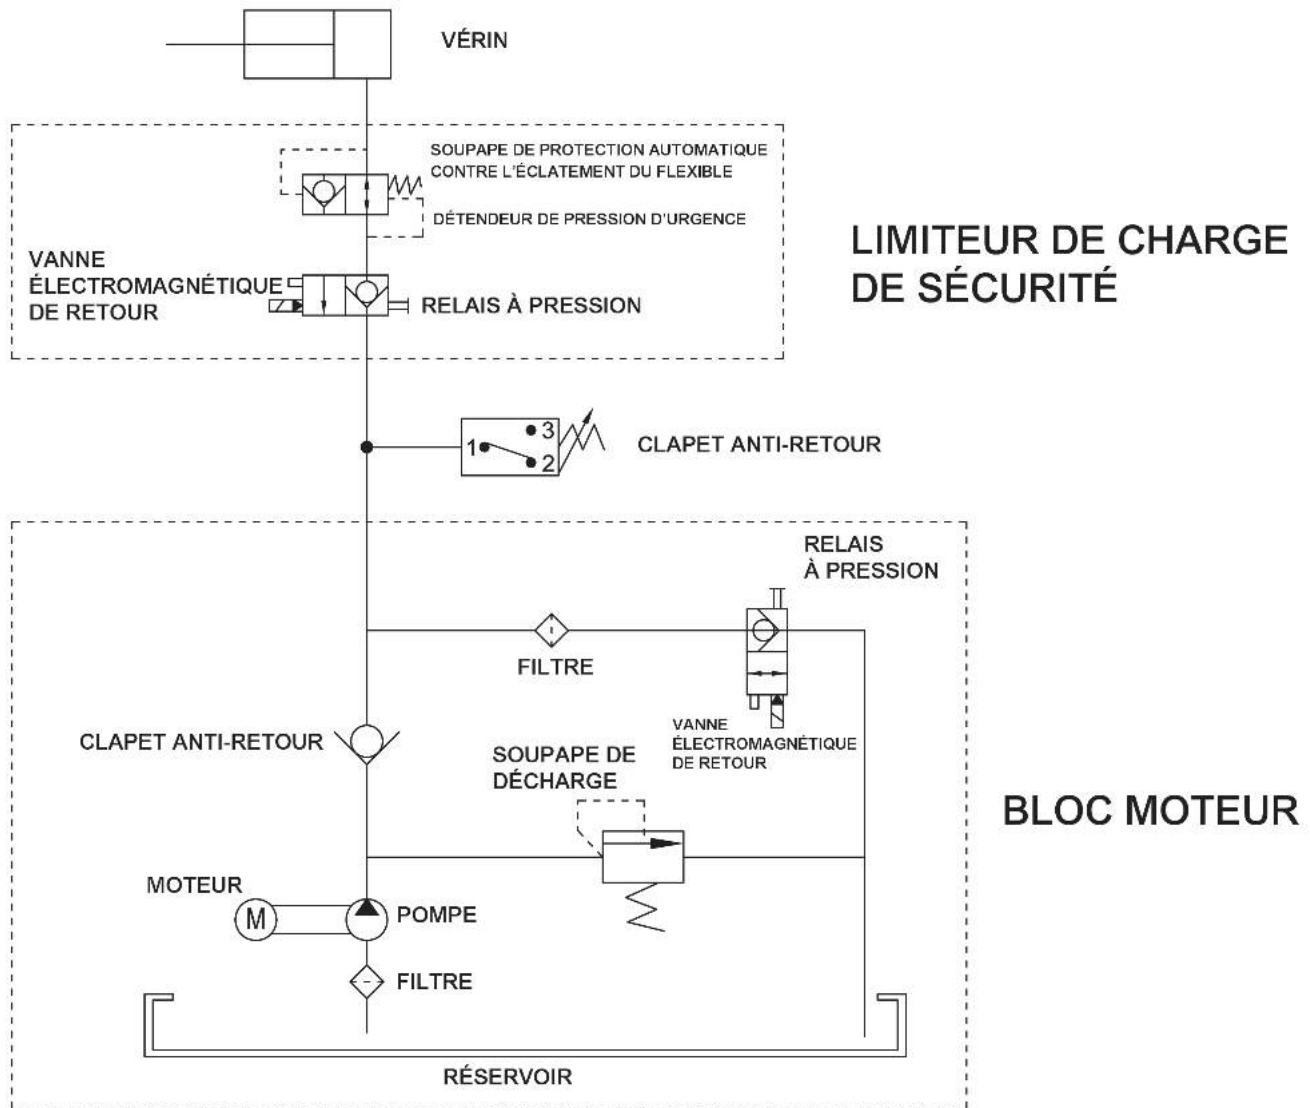 VÉRIN
SOUPAPE DE PROTECTION AUTOMATIQUE
CONTRE L'ÉCLATEMENT DU FLEXIBLE
DÉTENDEUR DE PRESSION D'URGENCE
LIMITEUR DE CHARGE
DE SÉCURITÉ
VANNE
ÉLECTROMAGNÉTIQUE
DE RETOUR
RELAIS À PRESSION
1
3
2
CLAPET ANTI-RETOUR
RELAIS
À PRESSION
FILTRE
CLAPET ANTI-RETOUR
VANNE
ÉLECTROMAGNÉTIQUE
DE RETOUR
SOUPAPE DE
DÉCHARGE
BLOC MOTEUR
MOTEUR
M
POMPE
FILTRE
RÉSERVOIR